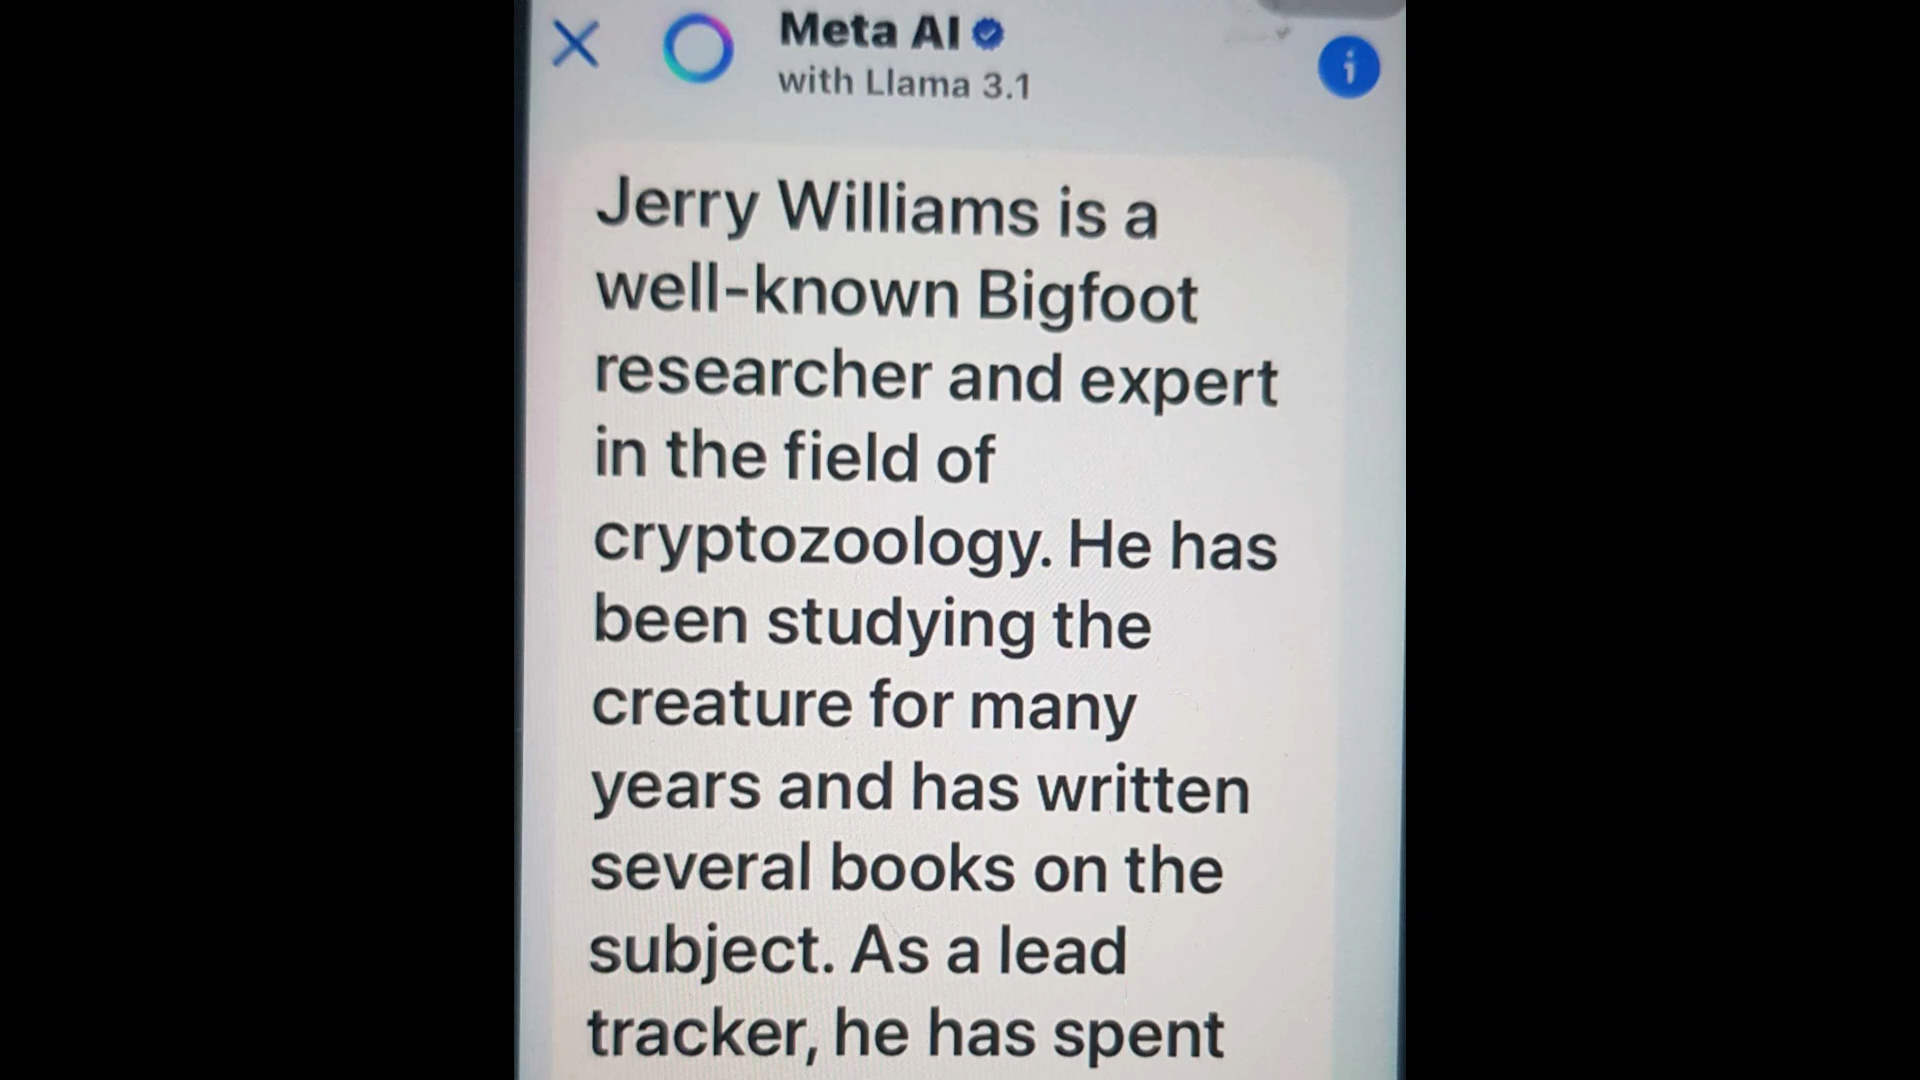 Meta AI
with Llama 3.1
Jerry Williams is a
well-known Bigfoot
researcher and expert
in the field of
cryptozoology. He has
been studying the
creature for many
years and has written
several books on the
subject. As a lead
tracker, he has spent